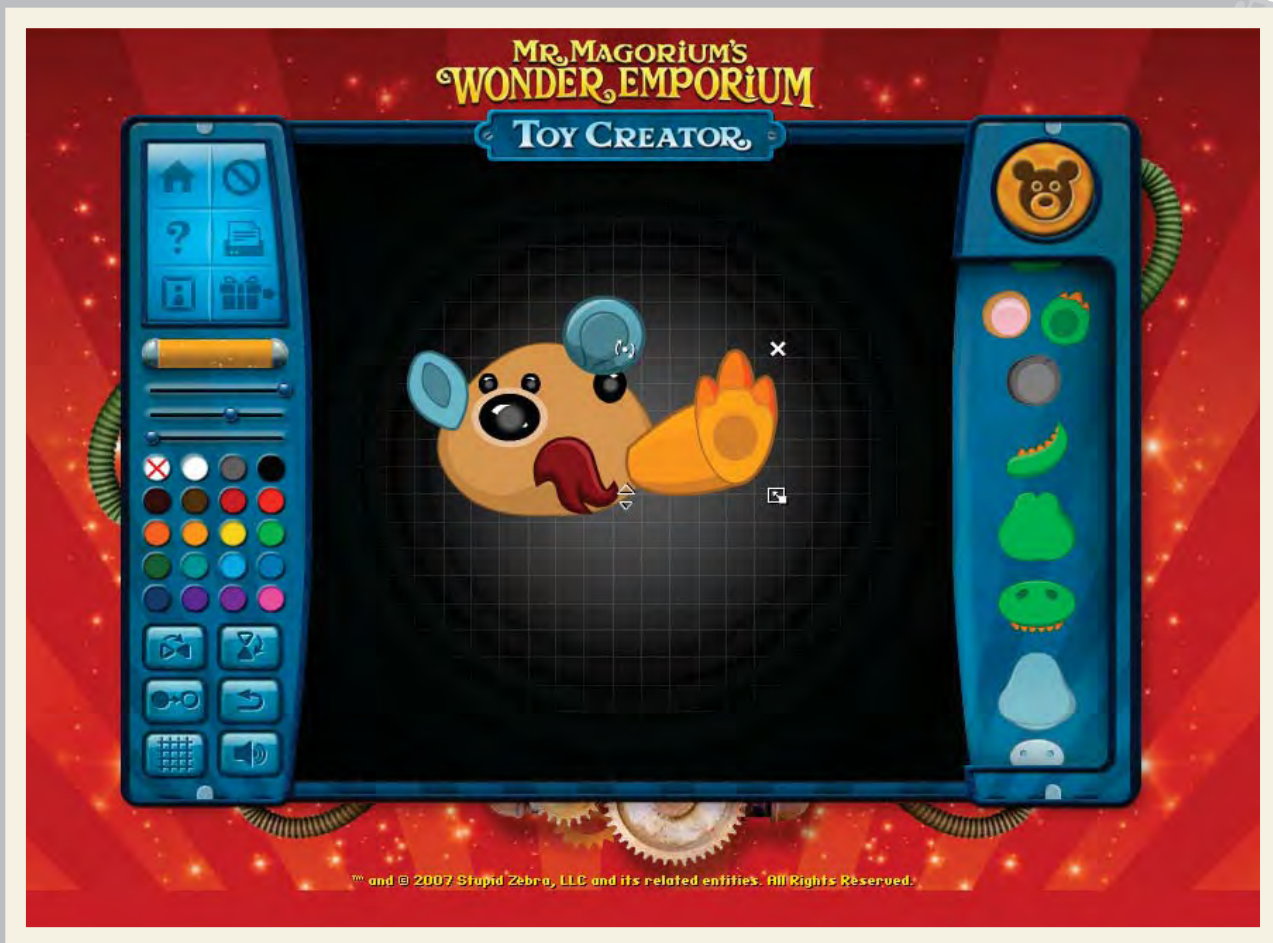 MR. MAGORiUM'S
WONDER EMPORiUM
TOY CREATOR
?
™ and © 2007 Stupid Zebra, LLC and its related entities. All Rights Reserved.